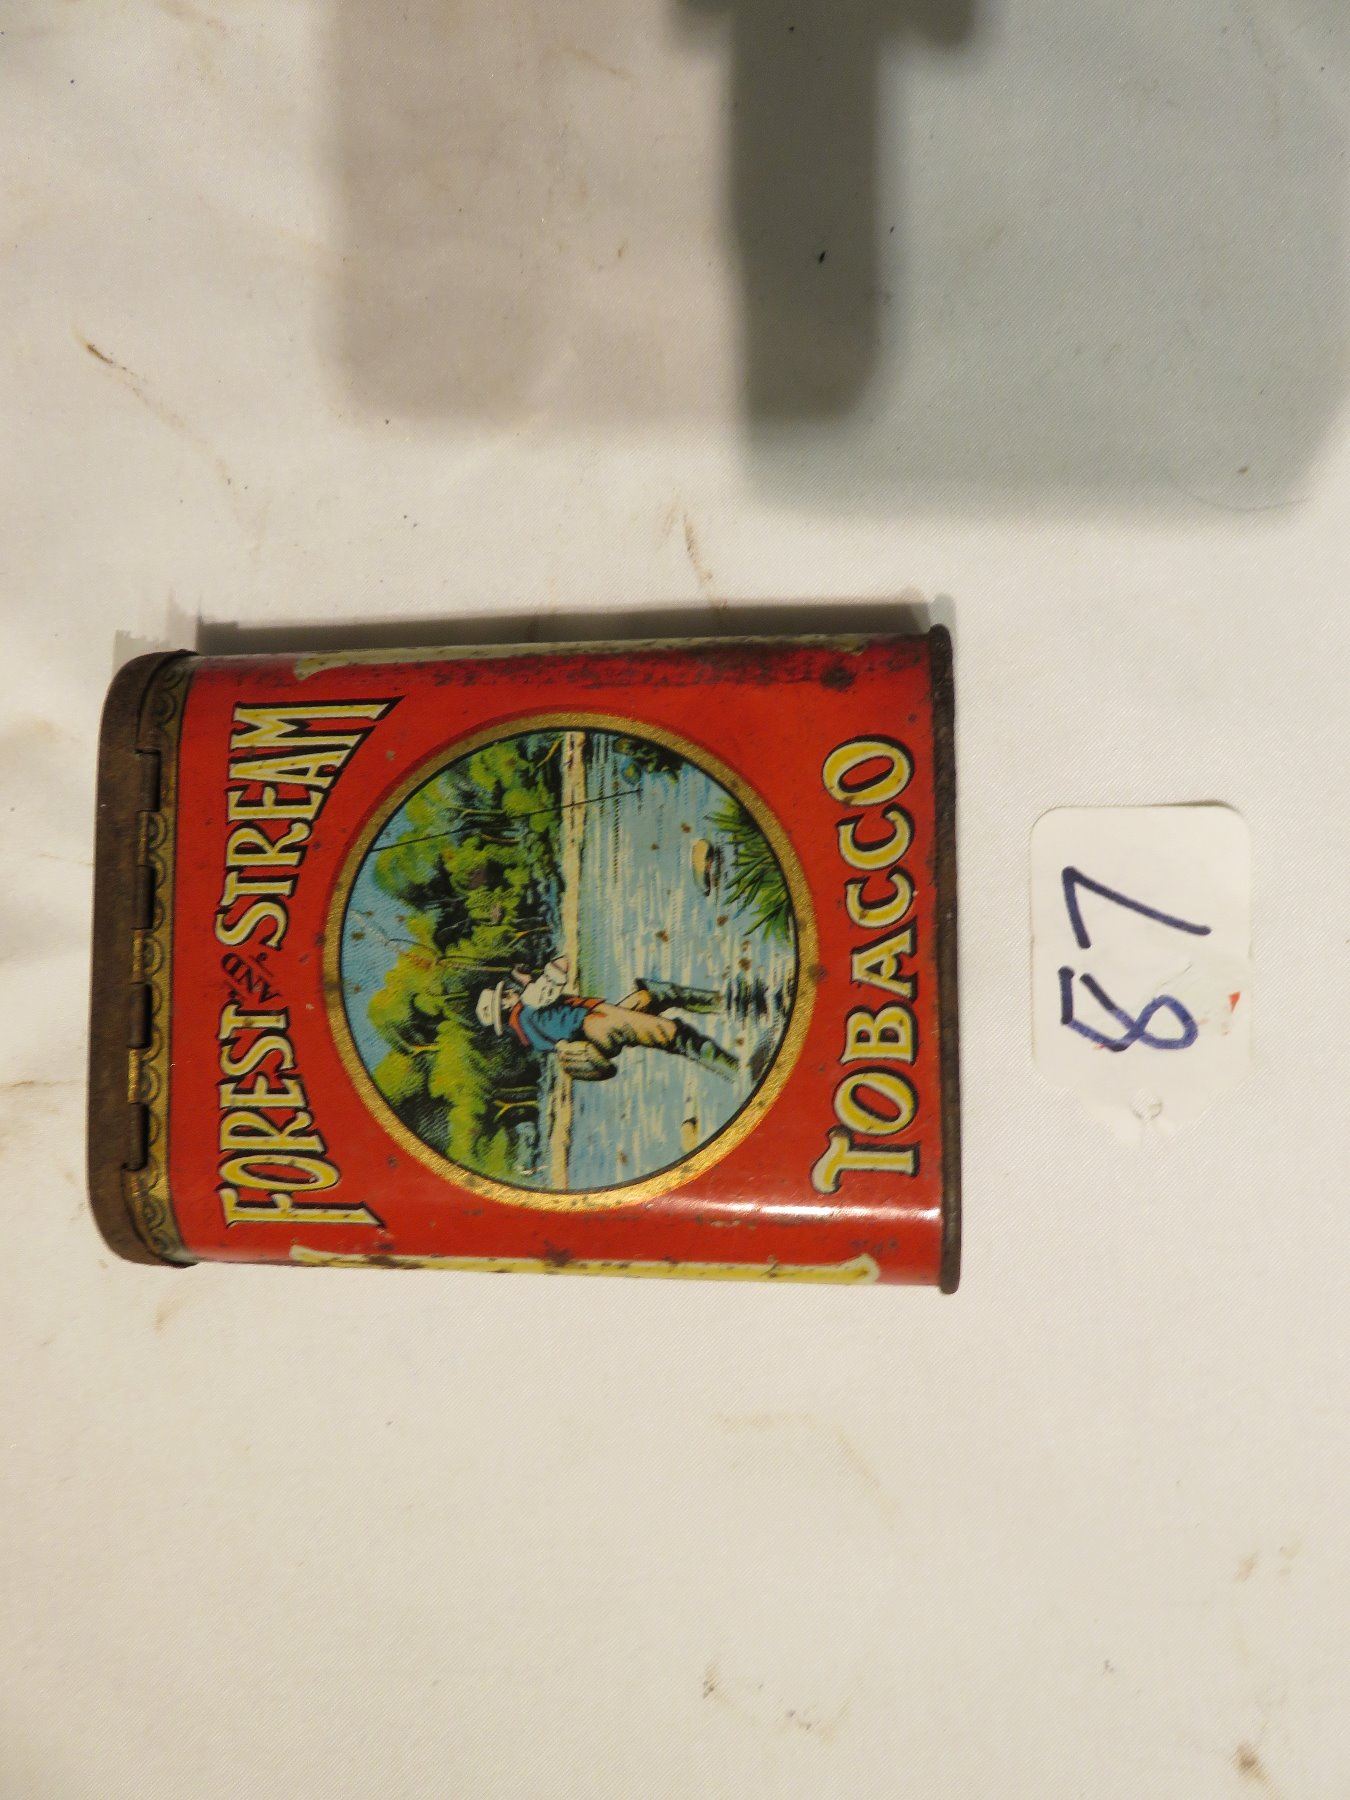 FOREST AND STREAM
TOBACCO
87